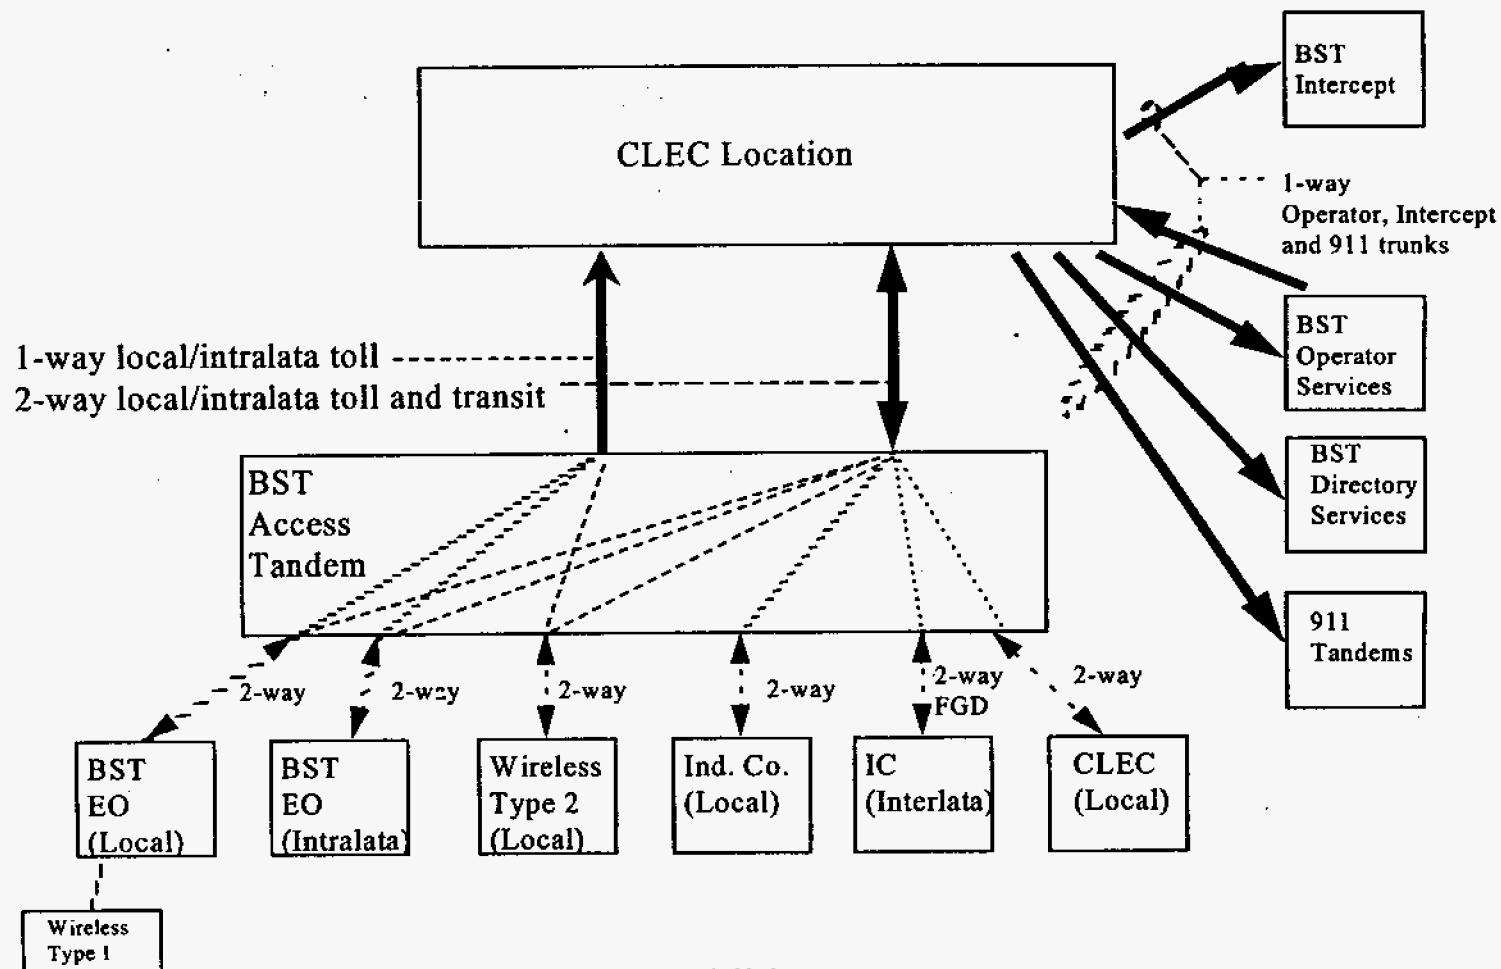 BST
Intercept
CLEC Location
1-way
Operator, Intercept
and 911 trunks
BST
Operator
Services
1-way local/intralata toll
2-way local/intralata toll and transit
BST
Access
Tandem
BST
Directory
Services
911
Tandems
2-way
2-way
2-way
2-way
2-way
FGD
2-way
BST
EO
(Local)
BST
EO
(Intralata)
Wireless
Type 2
(Local)
Ind. Co.
(Local)
IC
(Interlata)
CLEC
(Local)
Wireless
Type 1